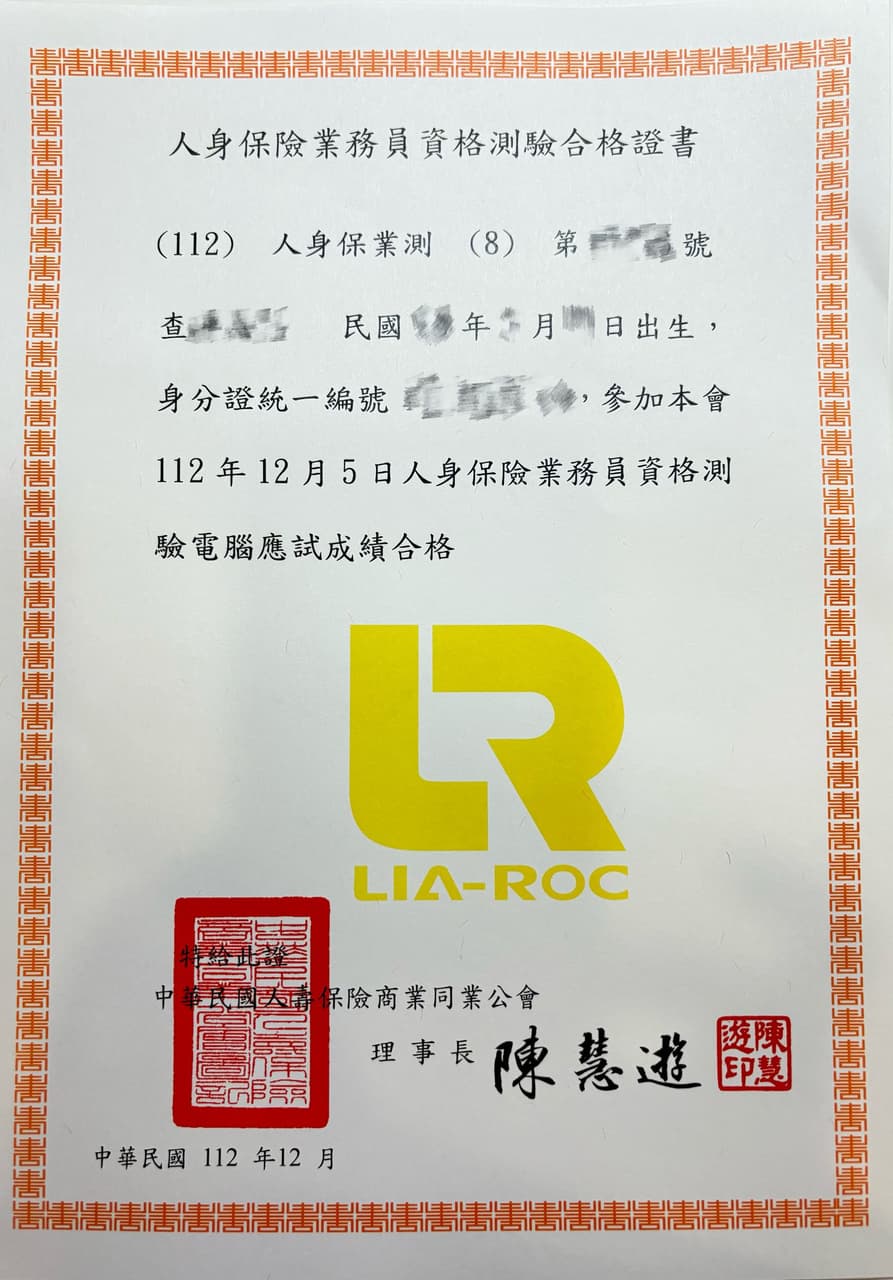 人身保險業務員資格測驗合格證書
(112) 人身保業測 (8) 第 號
查 民國 年 月 日出生，
身分證統一編號 ，參加本會
112 年 12 月 5 日人身保險業務員資格測
驗電腦應試成績合格
LR
LIA-ROC
特給此證
中華民國人壽保險商業同業公會
理事長 陳慧遊
陳慧遊印
中華民國 112 年12 月